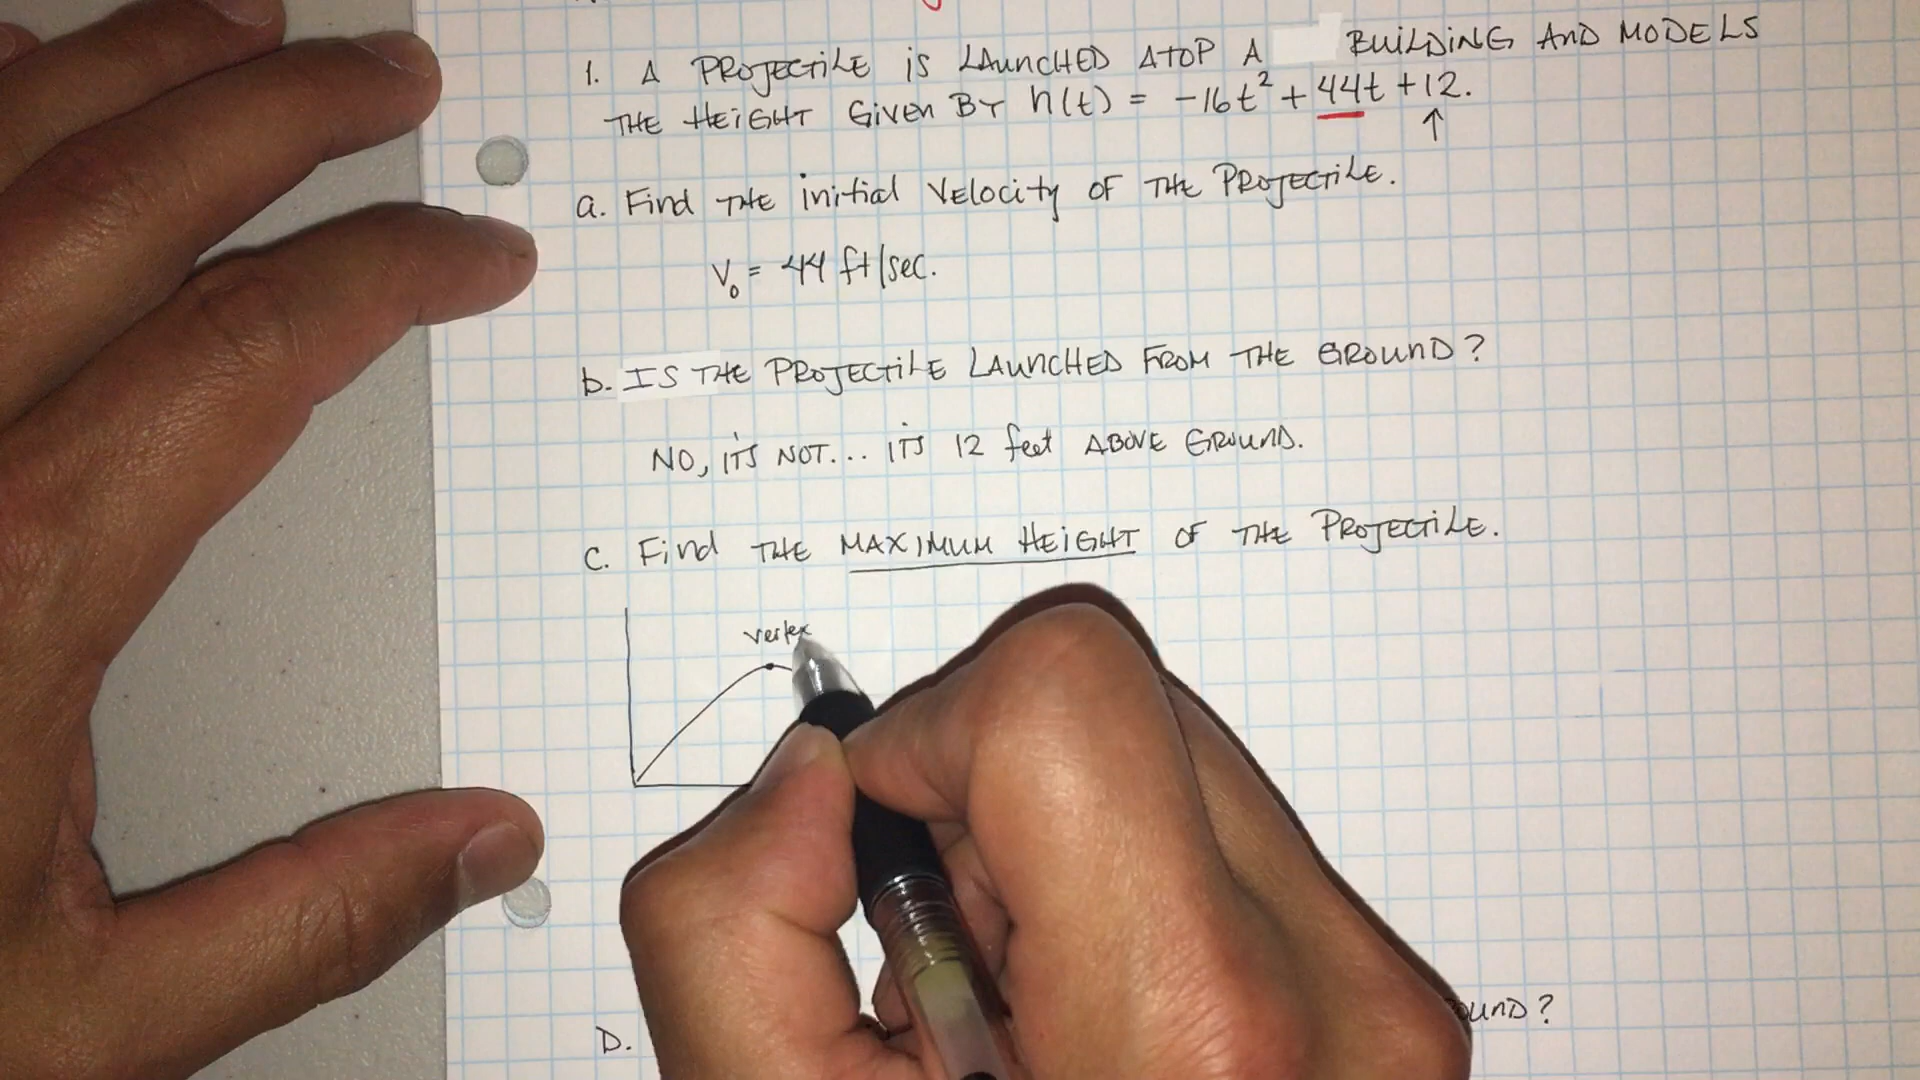 1. A PROJECTILE IS LAUNCHED ATOP A BUILDING AND MODELS
THE HEIGHT GIVEN BY h(t) = -16t² + 44t + 12.
↑
a. Find THE initial VELOCITY OF THE PROJECTILE.
V₀ = 44 ft/sec.
b. IS THE PROJECTILE LAUNCHED FROM THE GROUND?
NO, IT'S NOT... IT'S 12 feet ABOVE GROUND.
C. Find THE MAXIMUM HEIGHT OF THE PROJECTILE.
vertex
D. OUND?